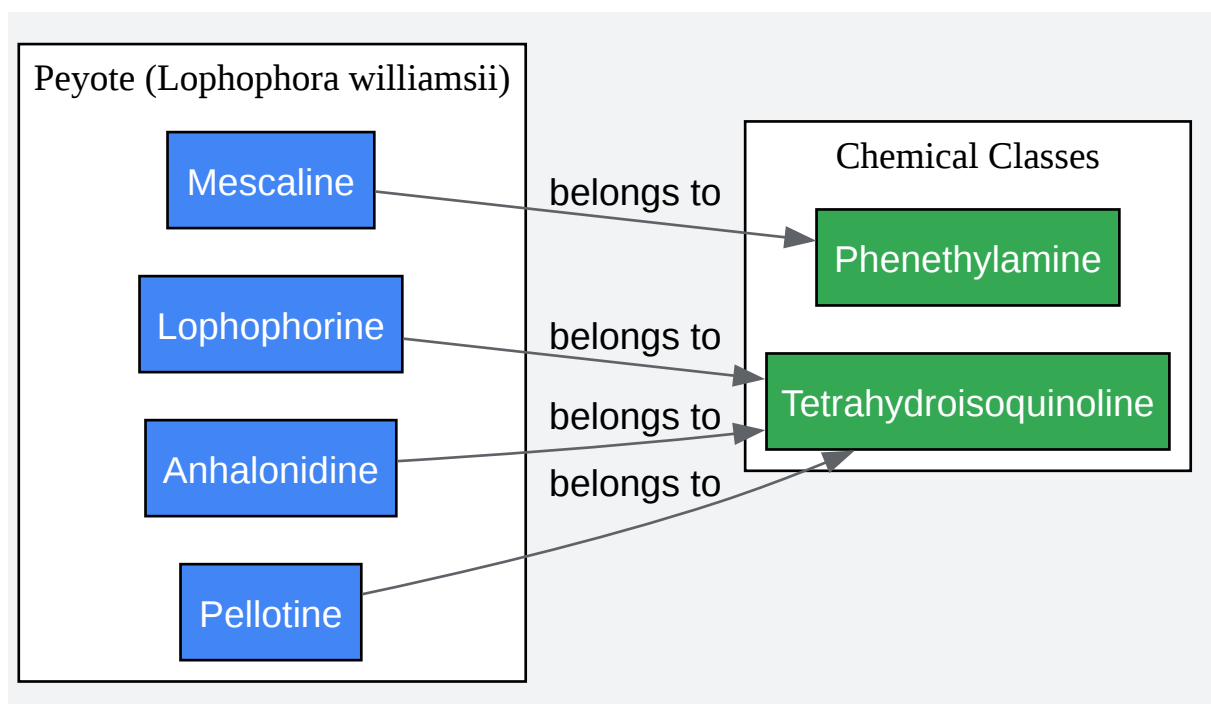 Peyote (Lophophora williamsii)
Mescaline
Lophophorine
Anhalonidine
Pellotine
belongs to
belongs to
belongs to
belongs to
Chemical Classes
Phenethylamine
Tetrahydroisoquinoline